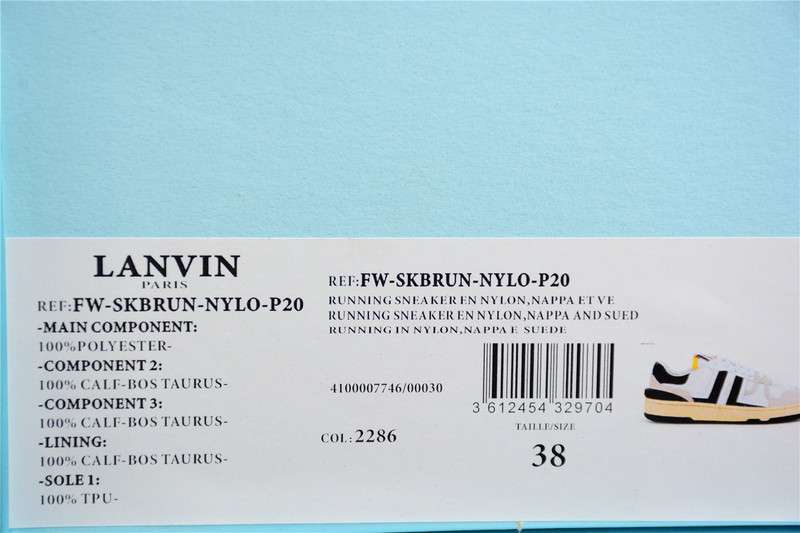 LANVIN
PARIS
REF:FW-SKBRUN-NYLO-P20
-MAIN COMPONENT:
100%POLYESTER-
-COMPONENT 2:
100% CALF-BOS TAURUS-
-COMPONENT 3:
100% CALF-BOS TAURUS-
-LINING:
100% CALF-BOS TAURUS-
-SOLE 1:
100% TPU-
REF:FW-SKBRUN-NYLO-P20
RUNNING SNEAKER EN NYLON,NAPPA ET VE
RUNNING SNEAKER EN NYLON,NAPPA AND SUED
RUNNING IN NYLON,NAPPA E SUEDE
4100007746/00030
3 612454 329704
COL:2286
TAILLE/SIZE
38